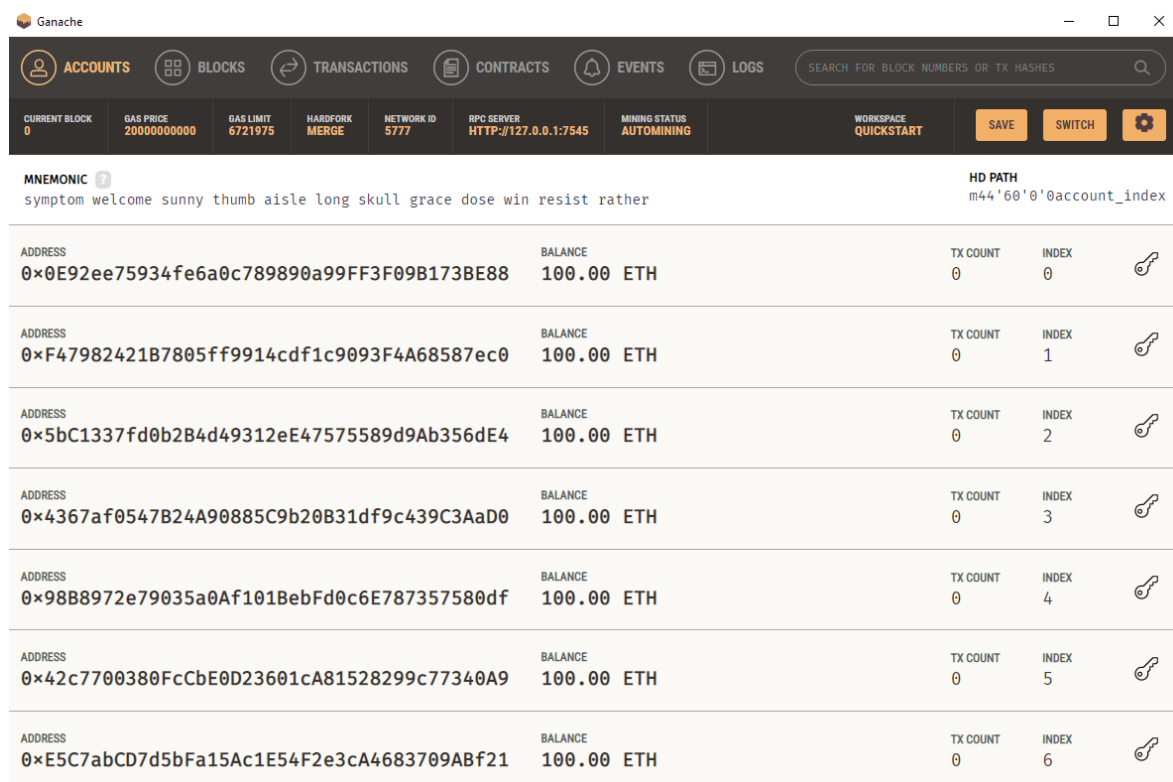 Ganache
ACCOUNTS BLOCKS TRANSACTIONS CONTRACTS EVENTS LOGS SEARCH FOR BLOCK NUMBERS OR TX HASHES
CURRENT BLOCK GAS PRICE GAS LIMIT HARDFORK NETWORK ID RPC SERVER MINING STATUS WORKSPACE
0 20000000000 6721975 MERGE 5777 HTTP://127.0.0.1:7545 AUTOMINING QUICKSTART SAVE SWITCH
MNEMONIC ? HD PATH
symptom welcome sunny thumb aisle long skull grace dose win resist rather m44'60'0'0account_index
ADDRESS BALANCE TX COUNT INDEX
0×0E92ee75934fe6a0c789890a99FF3F09B173BE88 100.00 ETH 0 0
ADDRESS BALANCE TX COUNT INDEX
0×F47982421B7805ff9914cdf1c9093F4A68587ec0 100.00 ETH 0 1
ADDRESS BALANCE TX COUNT INDEX
0×5bC1337fd0b2B4d49312eE47575589d9Ab356dE4 100.00 ETH 0 2
ADDRESS BALANCE TX COUNT INDEX
0×4367af0547B24A90885C9b20B31df9c439C3AaD0 100.00 ETH 0 3
ADDRESS BALANCE TX COUNT INDEX
0×98B8972e79035a0Af101BebFd0c6E787357580df 100.00 ETH 0 4
ADDRESS BALANCE TX COUNT INDEX
0×42c7700380FcCbE0D23601cA81528299c77340A9 100.00 ETH 0 5
ADDRESS BALANCE TX COUNT INDEX
0×E5C7abCD7d5bFa15Ac1E54F2e3cA4683709ABf21 100.00 ETH 0 6